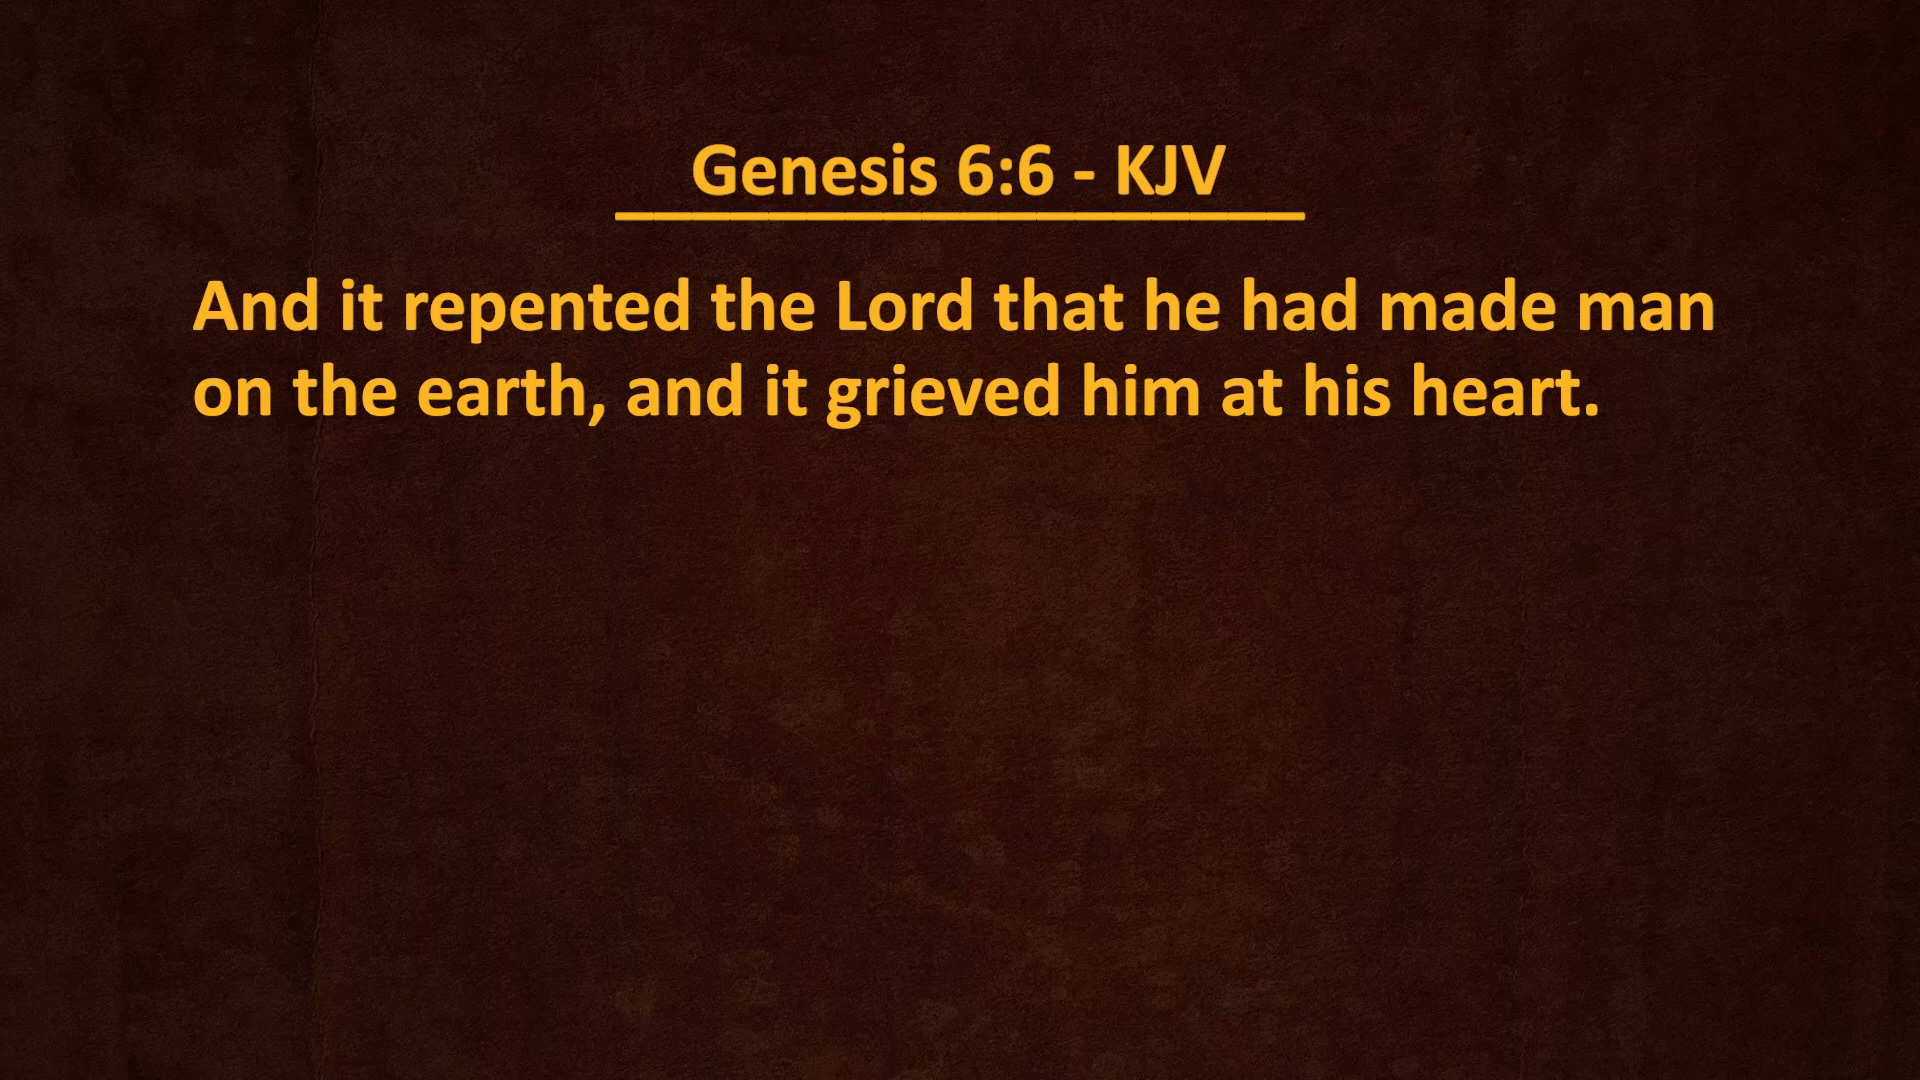 Genesis 6:6 - KJV
And it repented the Lord that he had made man
on the earth, and it grieved him at his heart.